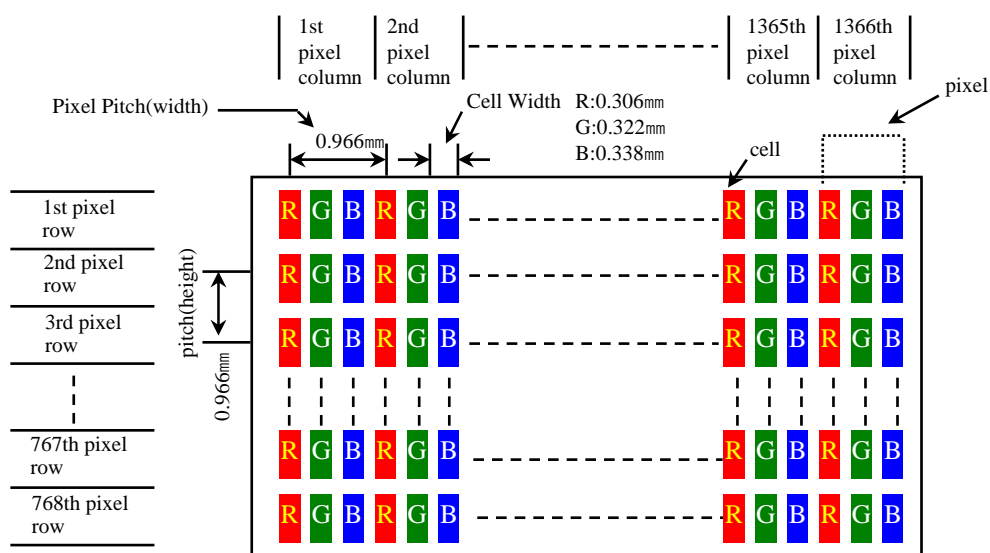 1st
pixel
column
2nd
pixel
column
1365th
pixel
column
1366th
pixel
column
pixel
Pixel Pitch(width)
0.966㎜
Cell Width
R:0.306㎜
G:0.322㎜
B:0.338㎜
cell
1st pixel
row
R G B R G B R G B R G B
2nd pixel
row
R G B R G B R G B R G B
3rd pixel
row
R G B R G B R G B R G B
pitch(height)
0.966㎜
767th pixel
row
R G B R G B R G B R G B
768th pixel
row
R G B R G B R G B R G B